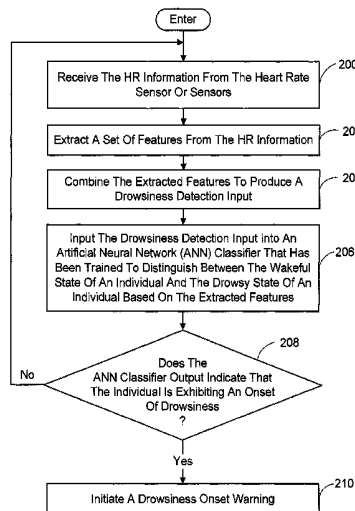 Enter
200
Receive The HR Information From The Heart Rate
Sensor Or Sensors
20
Extract A Set Of Features From The HR Information
20
Combine The Extracted Features To Produce A
Drowsiness Detection Input
Input The Drowsiness Detection Input into An
Artificial Neural Network (ANN) Classifier That Has
Been Trained To Distinguish Between The Wakeful
State Of An Individual And The Drowsy State Of An
Individual Based On The Extracted Features
206
208
Does The
ANN Classifier Output Indicate That
The Individual Is Exhibiting An Onset
Of Drowsiness
?
No
Yes
210
Initiate A Drowsiness Onset Warning